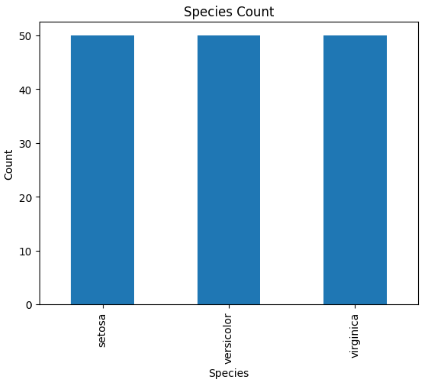 Species Count
50
40
30
20
10
0
Count
setosa
versicolor
virginica
Species